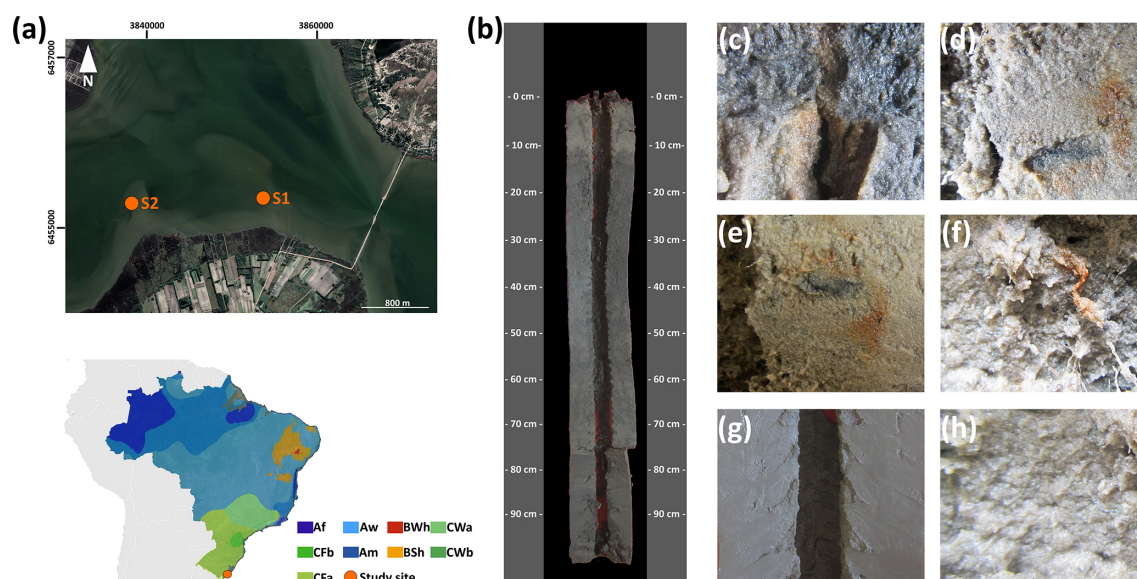 (a)
3840000
3860000
6457000
6455000
N
S2
S1
800 m
Af
Aw
BWh
CWa
CFb
Am
BSh
CWb
CFa
Study site
(b)
- 0 cm -
- 0 cm -
- 10 cm-
- 10 cm-
- 20 cm -
- 20 cm -
- 30 cm-
- 30 cm-
- 40 cm -
- 40 cm -
- 50 cm -
- 50 cm -
- 60 cm -
- 60 cm -
- 70 cm -
- 70 cm -
- 80 cm -
- 80 cm -
- 90 cm -
- 90 cm -
(c)
(d)
(e)
(f)
(g)
(h)